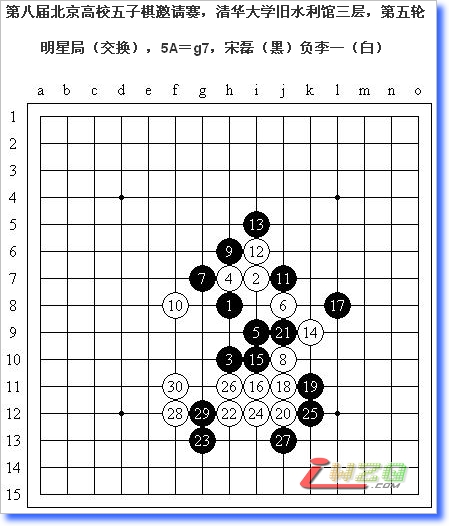 第八届北京高校五子棋邀请赛，清华大学旧水利馆三层，第五轮
明星局（交换），5A＝g7，宋磊（黑）负李一（白）
a b c d e f g h i j k l m n o
1
2
3
4
5 13
6 9 12
7 7 4 2 11
8 10 1 6 17
9 5 21 14
10 3 15 8
11 30 26 16 18 19
12 28 29 22 24 20 25
13 23 27
14
15
iWZQ
.COM